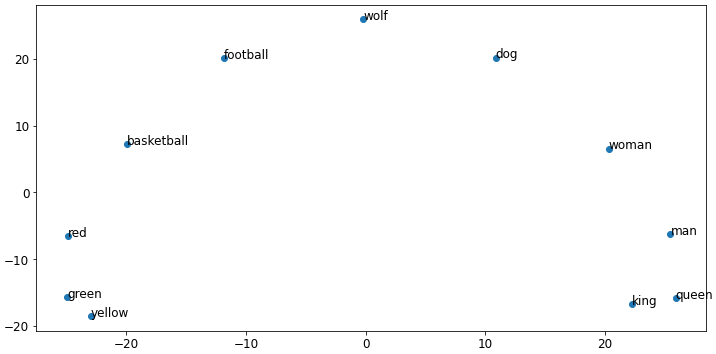 wolf
football
dog
20
basketball
woman
10
0
red
man
−10
green
queen
yellow
king
−20
−20
−10
0
10
20